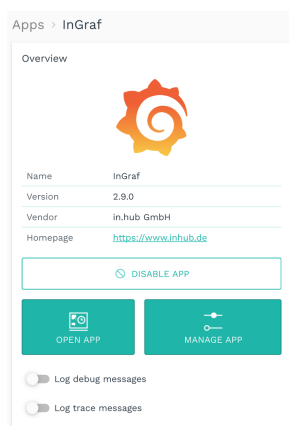 Apps > InGraf
Overview
Name InGraf
Version 2.9.0
Vendor in.hub GmbH
Homepage https://www.inhub.de
DISABLE APP
OPEN APP MANAGE APP
Log debug messages
Log trace messages